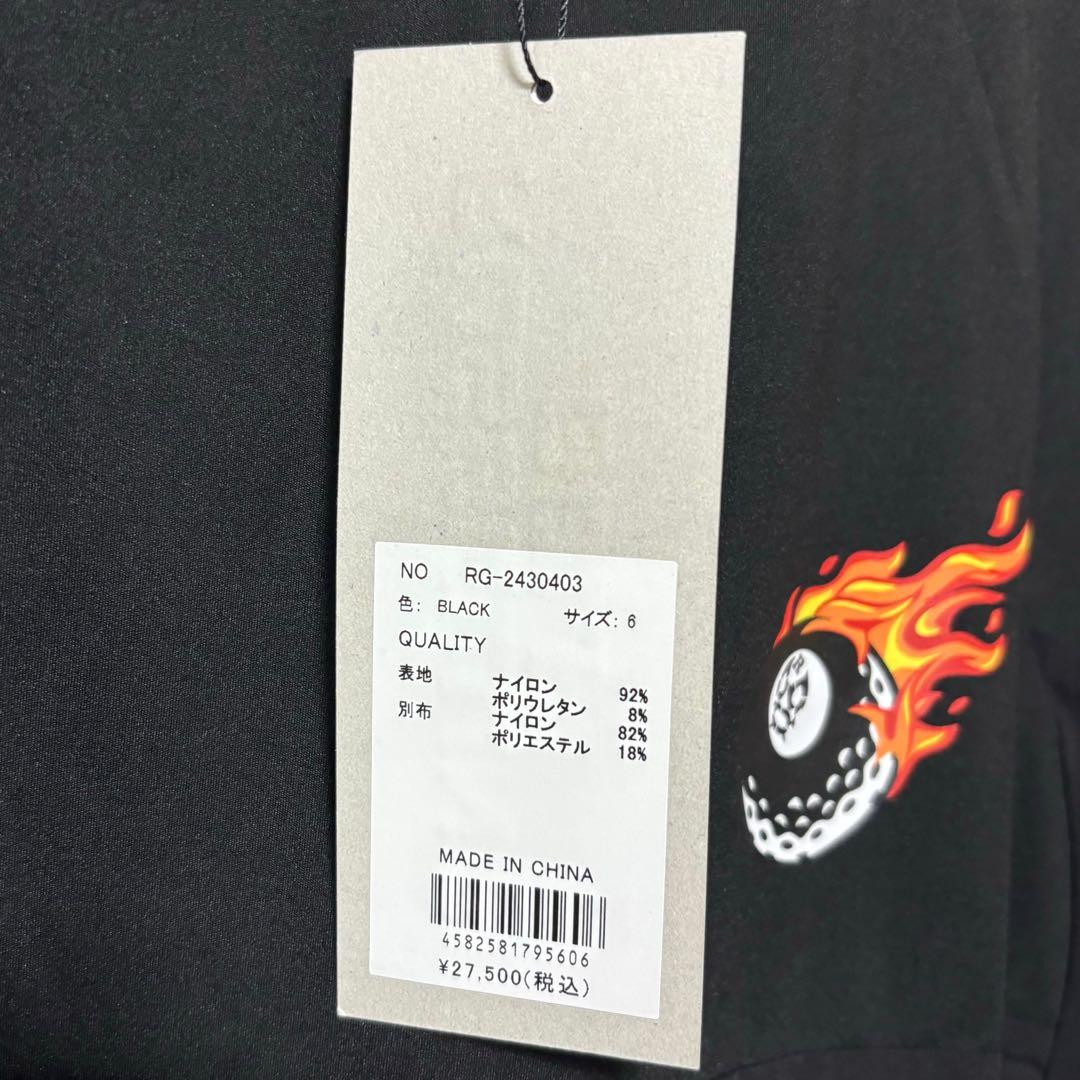 NO RG-2430403
色: BLACK サイズ: 6
QUALITY
表地 ナイロン 92%
ポリウレタン 8%
別布 ナイロン 82%
ポリエステル 18%
MADE IN CHINA
4582581795606
¥27,500(税込)